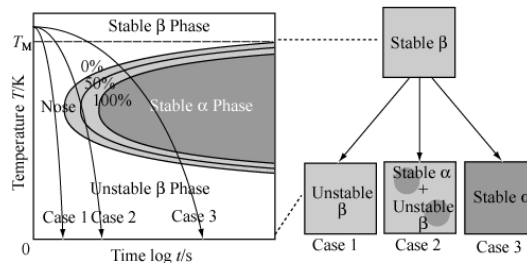 Stable β Phase
T_M
0%
50%
100%
Nose
Stable α Phase
Unstable β Phase
Case 1
Case 2
Case 3
Temperature T/K
0
Time log t/s
Stable β
Unstable
β
Stable α
+
Unstable
β
Stable α
Case 1
Case 2
Case 3